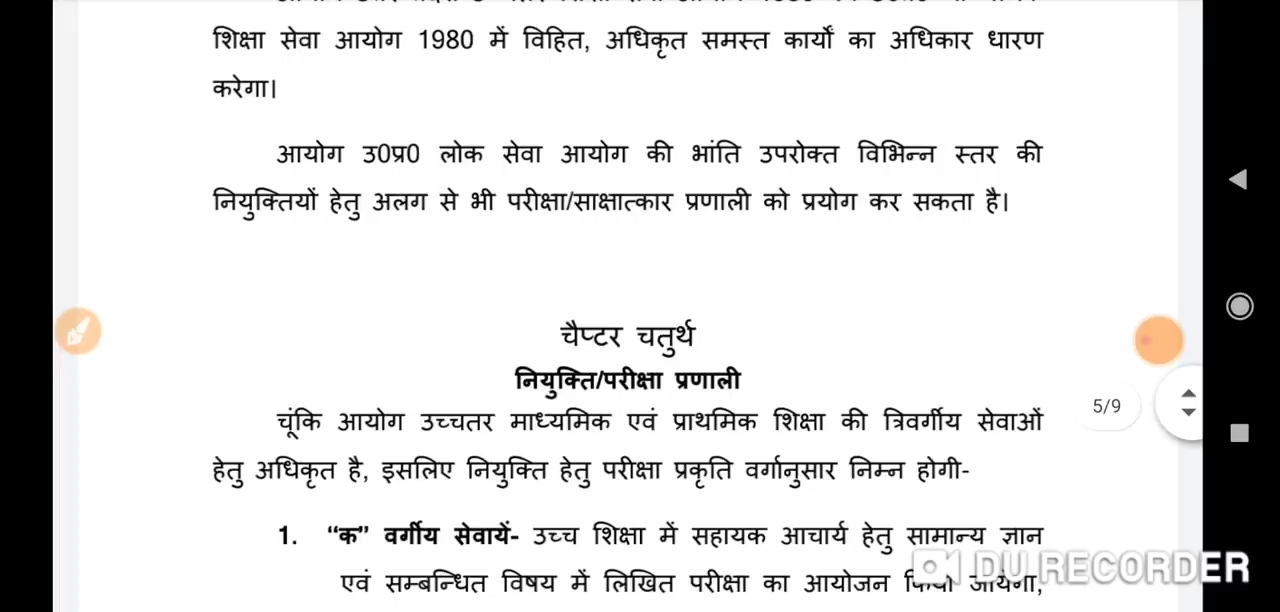 शिक्षा सेवा आयोग 1980 में विहित, अधिकृत समस्त कार्यों का अधिकार धारण
करेगा।
आयोग उ0प्र0 लोक सेवा आयोग की भांति उपरोक्त विभिन्न स्तर की
नियुक्तियों हेतु अलग से भी परीक्षा/साक्षात्कार प्रणाली को प्रयोग कर सकता है।
चैप्टर चतुर्थ
नियुक्ति/परीक्षा प्रणाली
चूंकि आयोग उच्चतर माध्यमिक एवं प्राथमिक शिक्षा की त्रिवर्गीय सेवाओं
हेतु अधिकृत है, इसलिए नियुक्ति हेतु परीक्षा प्रकृति वर्गानुसार निम्न होगी-
1. “क” वर्गीय सेवायें- उच्च शिक्षा में सहायक आचार्य हेतु सामान्य ज्ञान
एवं सम्बन्धित विषय में लिखित परीक्षा का आयोजन किया जायेगा,
5/9
DU RECORDER